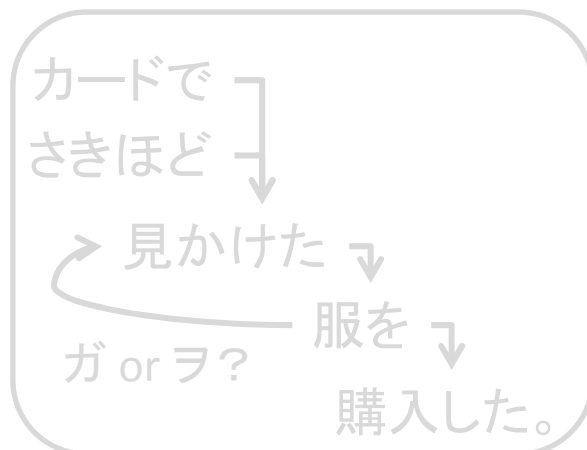 カードで
さきほど
見かけた
服を
ガ or ヲ？
購入した。